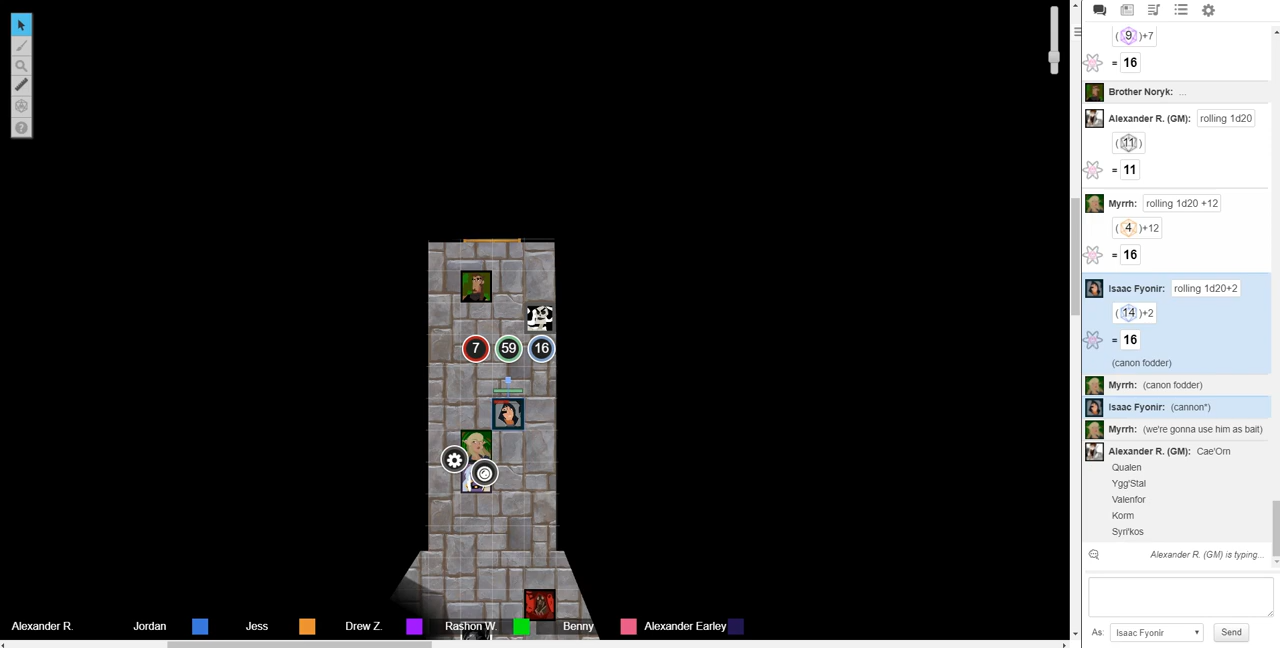 7 59 16
Alexander R. Jordan Jess Drew Z. Rashon W. Benny Alexander Earley
( 9 )+7
= 16
Brother Noryk: ...
Alexander R. (GM): rolling 1d20
( 11 )
= 11
Myrrh: rolling 1d20 +12
( 4 )+12
= 16
Isaac Fyonir: rolling 1d20+2
( 14 )+2
= 16
(canon fodder)
Myrrh: (canon fodder)
Isaac Fyonir: (cannon*)
Myrrh: (we're gonna use him as bait)
Alexander R. (GM): Cae'Orn
Qualen
Ygg'Stal
Valenfor
Korm
Syri'kos
Alexander R. (GM) is typing...
As: Isaac Fyonir Send